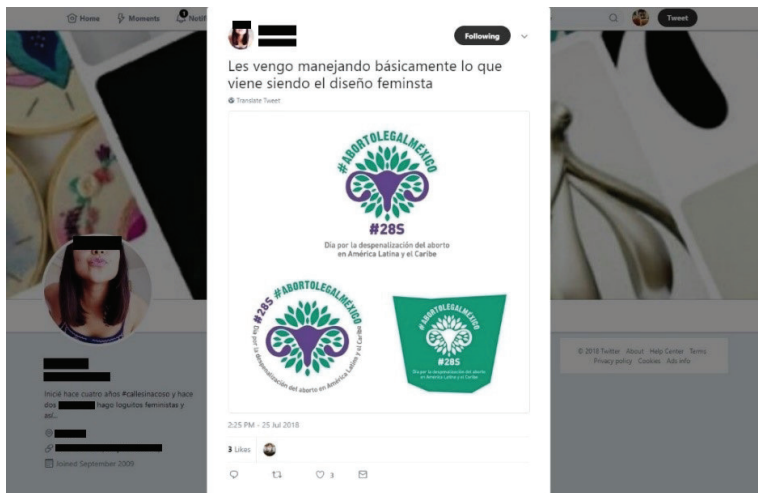 Home
Moments
Notif
Tweet
Following
Les vengo manejando básicamente lo que
viene siendo el diseño feminsta
Translate Tweet
#ABORTOLEGALMÉXICO
#28S
Día por la despenalización del aborto
en América Latina y el Caribe
#28S #ABORTOLEGALMÉXICO
Día por la despenalización del aborto en América Latina y el Caribe
#ABORTOLEGALMÉXICO
#28S
Día por la despenalización del aborto
en América Latina y el Caribe
2:25 PM - 25 Jul 2018
3 Likes
3
Inicié hace cuatro años #callesinacoso y hace
dos hago loguitos feministas y
así...
Joined September 2009
© 2018 Twitter About Help Center Terms
Privacy policy Cookies Ads info